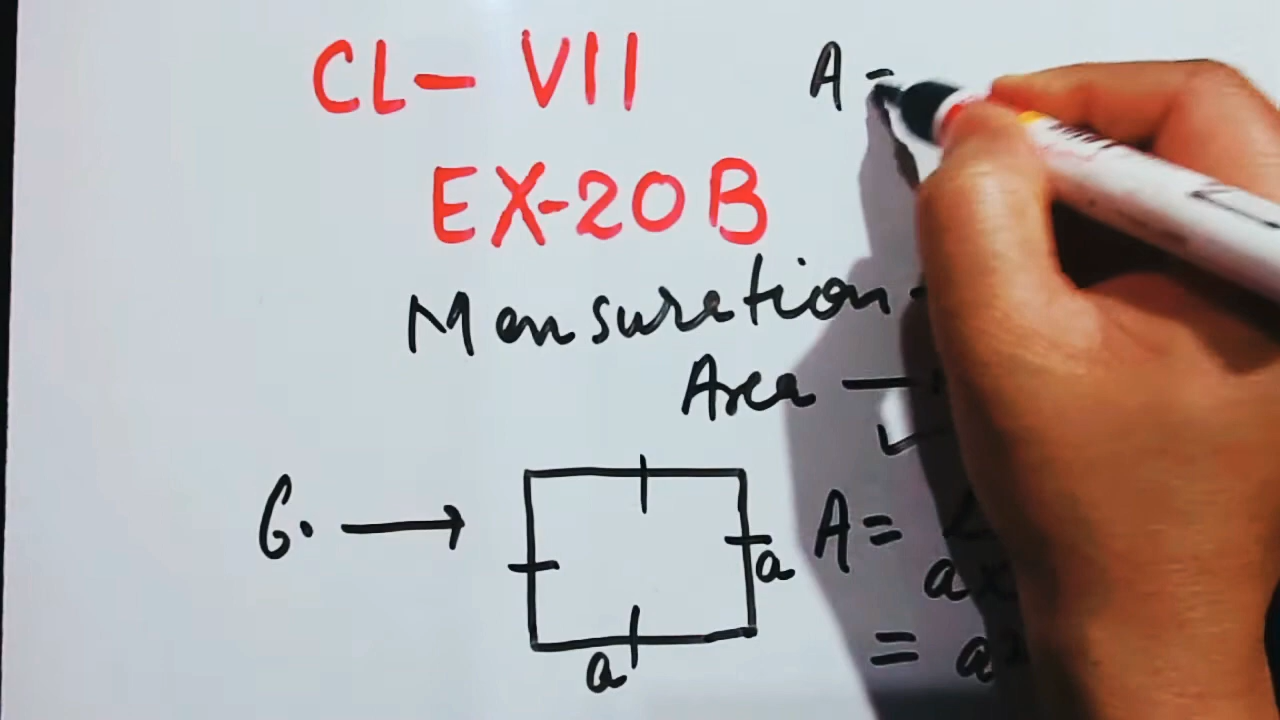 CL- VII
A =
EX-20B
Mensuration -
Area —
6. →
A =
a
a×
= a
a